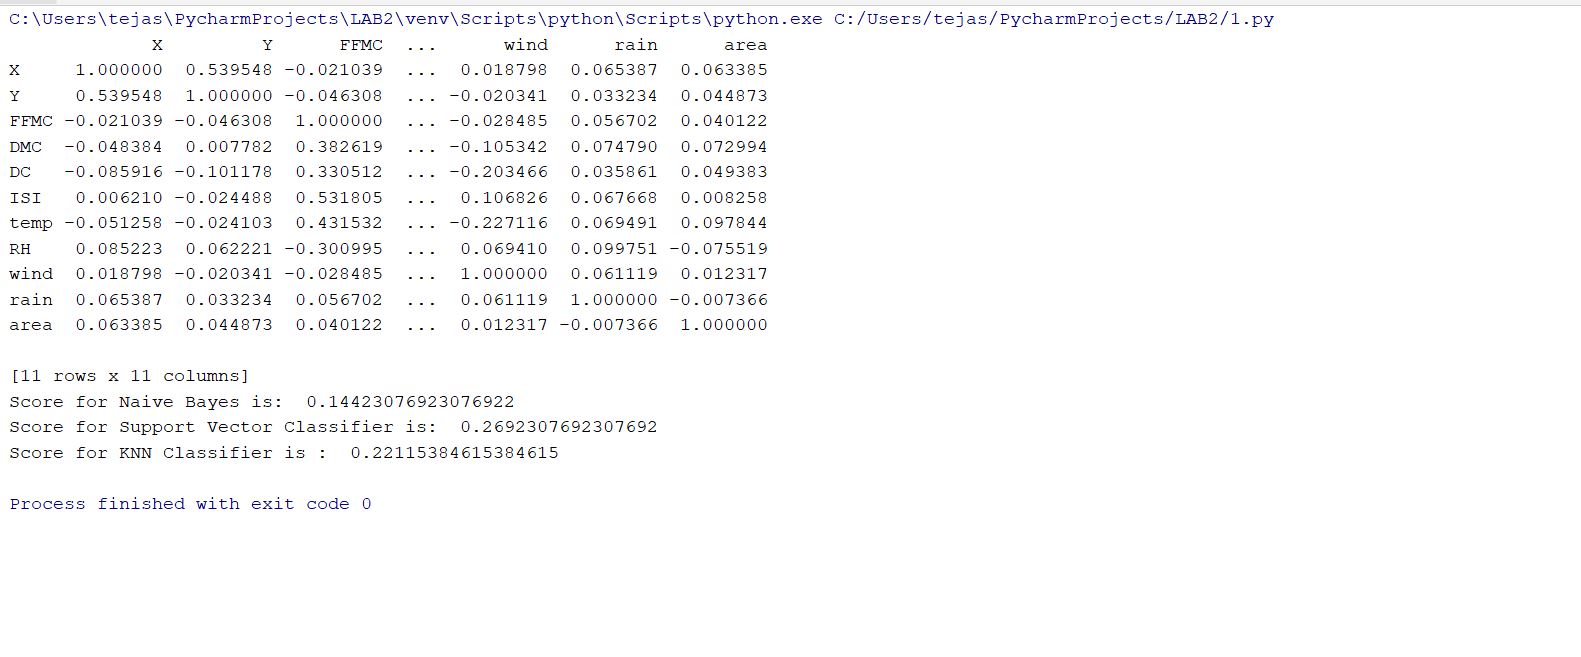 C:\Users\tejas\PycharmProjects\LAB2\venv\Scripts\python\Scripts\python.exe C:/Users/tejas/PycharmProjects/LAB2/1.py
             X         Y      FFMC  ...      wind      rain      area
X     1.000000  0.539548 -0.021039  ...  0.018798  0.065387  0.063385
Y     0.539548  1.000000 -0.046308  ... -0.020341  0.033234  0.044873
FFMC -0.021039 -0.046308  1.000000  ... -0.028485  0.056702  0.040122
DMC  -0.048384  0.007782  0.382619  ... -0.105342  0.074790  0.072994
DC   -0.085916 -0.101178  0.330512  ... -0.203466  0.035861  0.049383
ISI   0.006210 -0.024488  0.531805  ...  0.106826  0.067668  0.008258
temp -0.051258 -0.024103  0.431532  ... -0.227116  0.069491  0.097844
RH    0.085223  0.062221 -0.300995  ...  0.069410  0.099751 -0.075519
wind  0.018798 -0.020341 -0.028485  ...  1.000000  0.061119  0.012317
rain  0.065387  0.033234  0.056702  ...  0.061119  1.000000 -0.007366
area  0.063385  0.044873  0.040122  ...  0.012317 -0.007366  1.000000
[11 rows x 11 columns]
Score for Naive Bayes is:  0.14423076923076922
Score for Support Vector Classifier is:  0.2692307692307692
Score for KNN Classifier is :  0.22115384615384615
Process finished with exit code 0